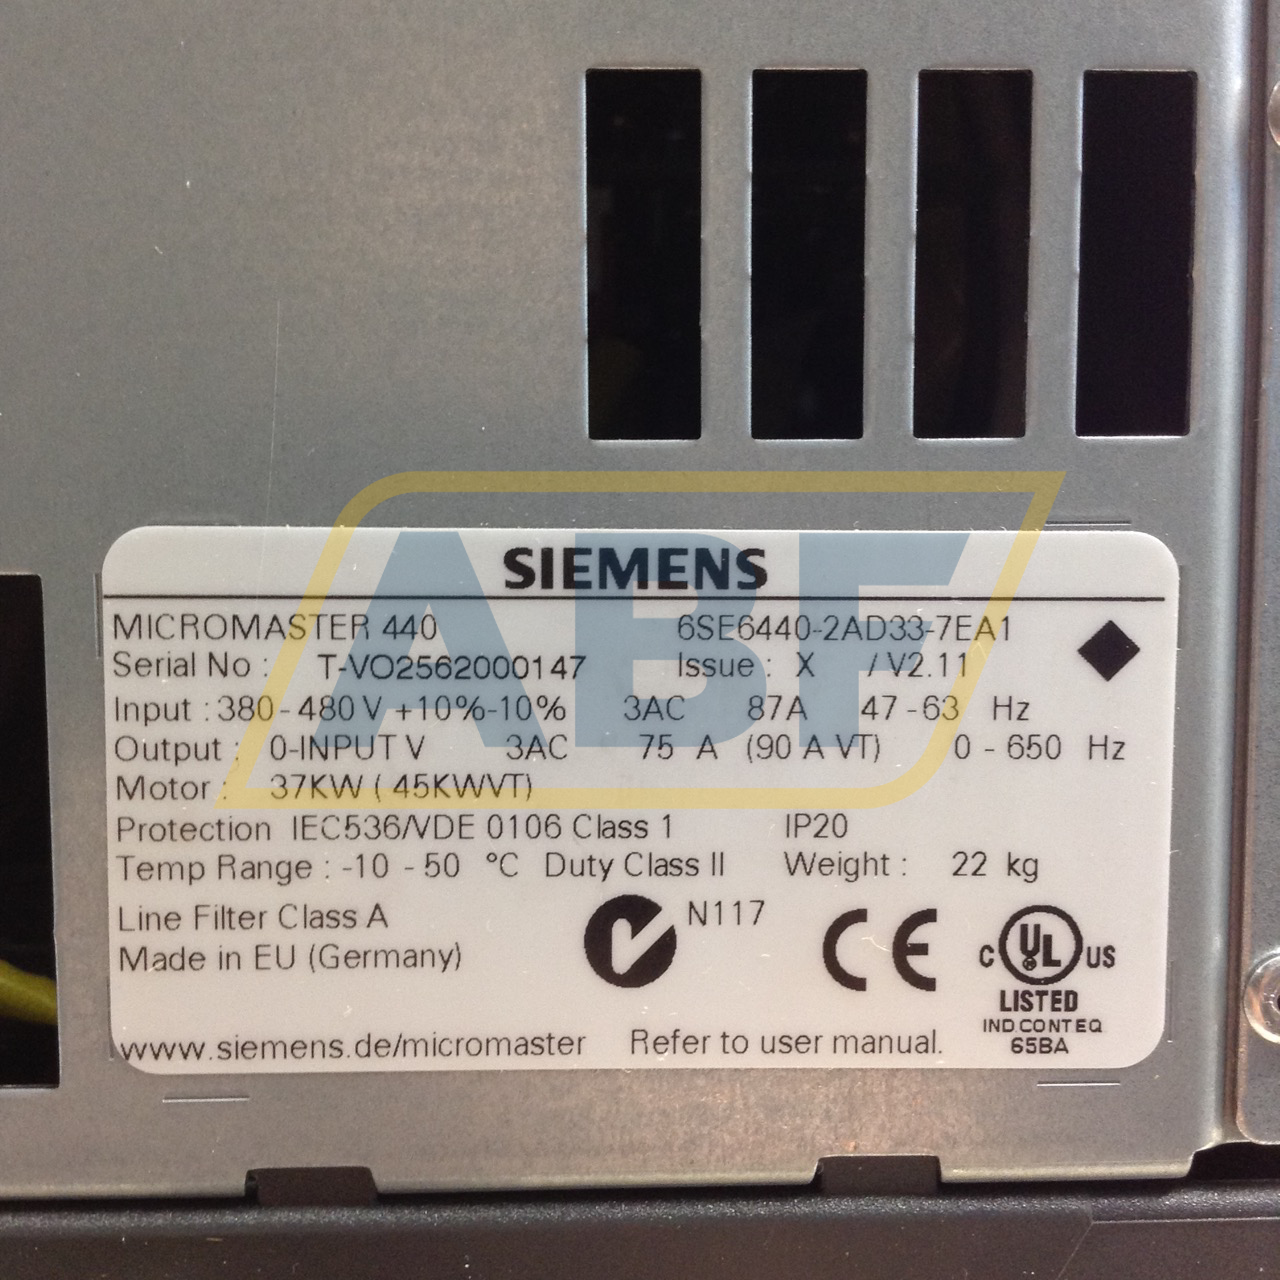 SIEMENS
MICROMASTER 440 6SE6440-2AD33-7EA1
Serial No : T-VO2562000147 Issue : X / V2.11
Input : 380 - 480 V +10%-10% 3AC 87A 47 - 63 Hz
Output : 0-INPUT V 3AC 75 A (90 A VT) 0 - 650 Hz
Motor : 37KW ( 45KWVT)
Protection IEC536/VDE 0106 Class 1 IP20
Temp Range : -10 - 50 °C Duty Class II Weight : 22 kg
Line Filter Class A N117
Made in EU (Germany) CE C UL US
LISTED
IND CONT EQ
65BA
www.siemens.de/micromaster Refer to user manual.
ABF